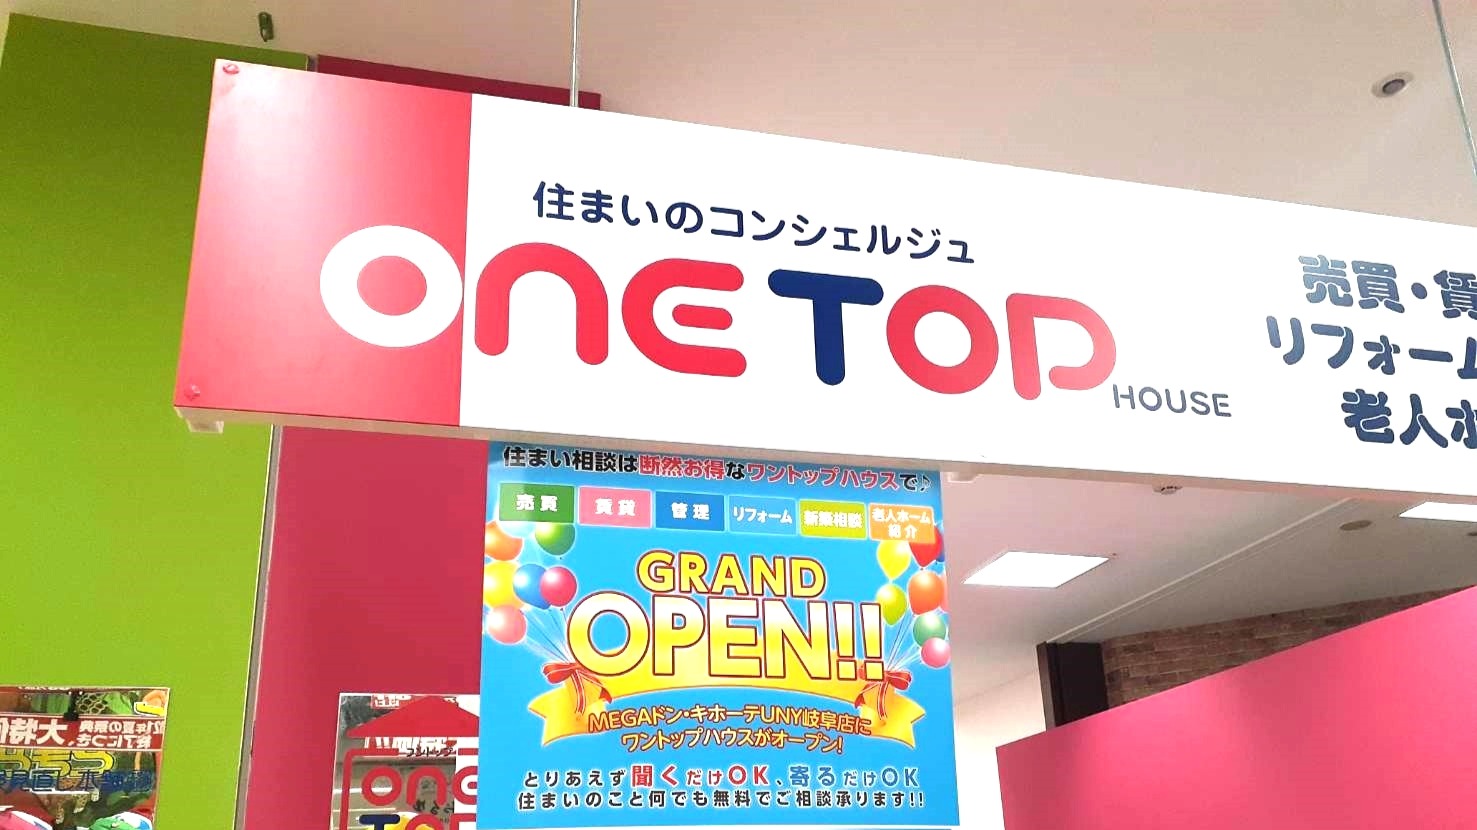 住まいのコンシェルジュ
ONETOP
HOUSE
売買・賃
リフォーム
老人ホ
住まい相談は断然お得なワントップハウスで♪
売買 賃貸 管理 リフォーム 新築相談 老人ホーム紹介
GRAND
OPEN!!
MEGAドン・キホーテUNY岐阜店に
ワントップハウスがオープン!
とりあえず聞くだけOK、寄るだけOK
住まいのこと何でも無料でご相談承ります!!
ONE
TOP